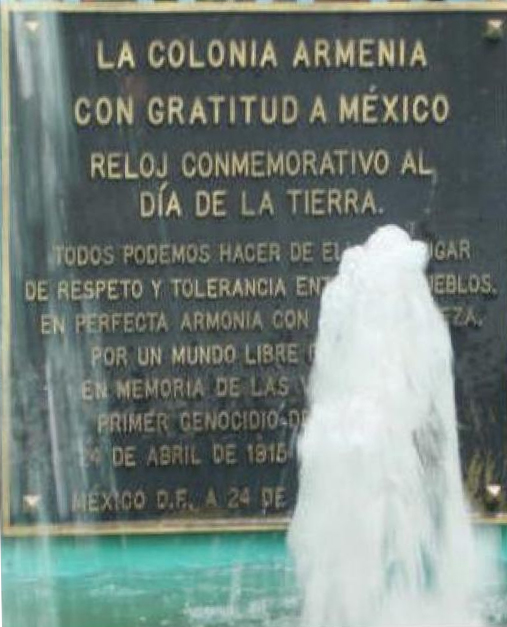 LA COLONIA ARMENIA
CON GRATITUD A MÉXICO
RELOJ CONMEMORATIVO AL
DÍA DE LA TIERRA.
TODOS PODEMOS HACER DE
DE RESPETO Y TOLERANCIA
EN PERFECTA ARMONIA CON
POR UN MUNDO LIBRE
EN MEMORIA DE LAS
PRIMER GENOCIDIO
DE ABRIL DE 1915
MÉXICO D.F., A 24 DE